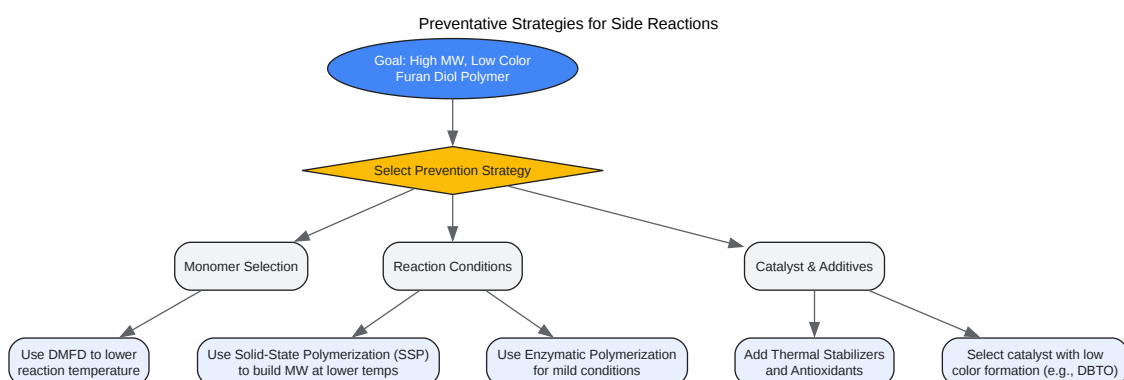 Preventative Strategies for Side Reactions
Goal: High MW, Low Color
Furan Diol Polymer
Select Prevention Strategy
Monomer Selection
Reaction Conditions
Catalyst & Additives
Use DMFD to lower
reaction temperature
Use Solid-State Polymerization (SSP)
to build MW at lower temps
Use Enzymatic Polymerization
for mild conditions
Add Thermal Stabilizers
and Antioxidants
Select catalyst with low
color formation (e.g., DBTO)